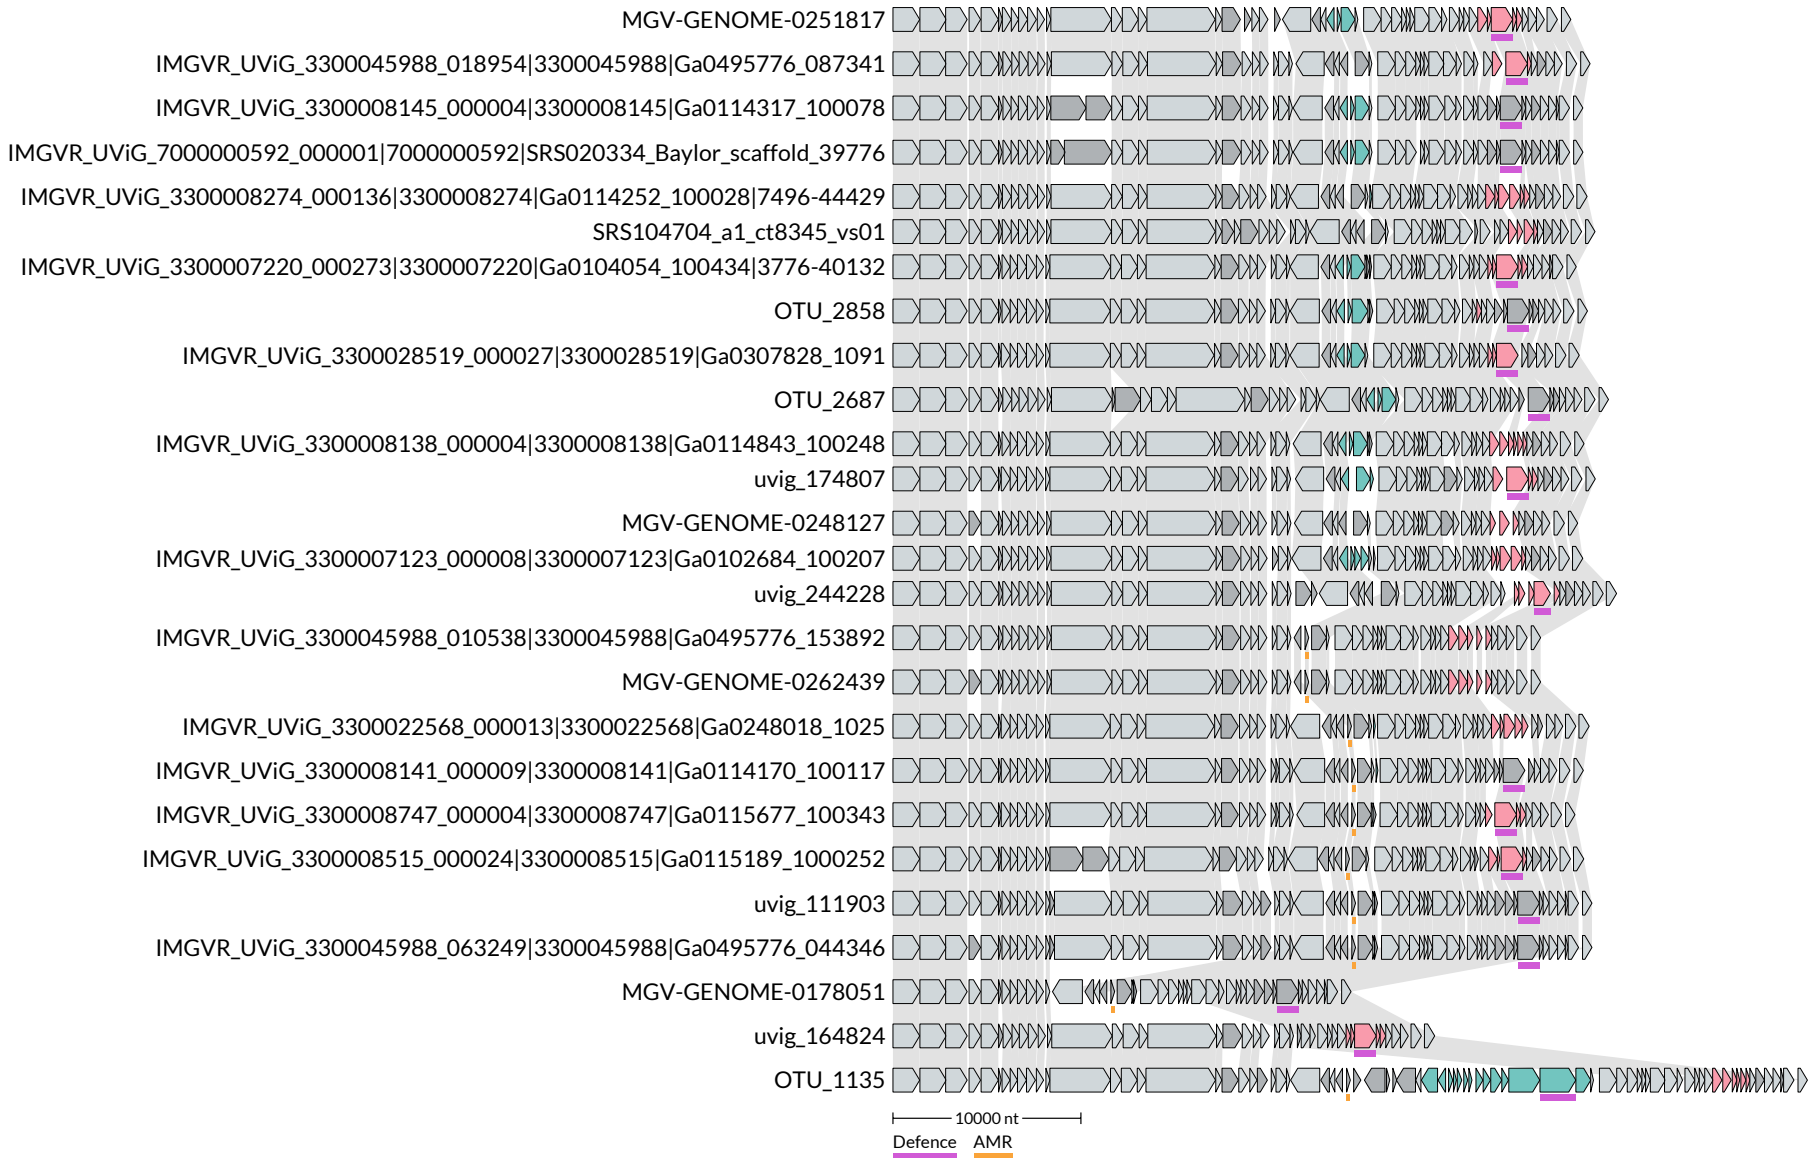 MGV-GENOME-0251817
IMGVR_UViG_3300045988_018954|3300045988|Ga0495776_087341
IMGVR_UViG_3300008145_000004|3300008145|Ga0114317_100078
IMGVR_UViG_7000000592_000001|7000000592|SRS020334_Baylor_scaffold_39776
IMGVR_UViG_3300008274_000136|3300008274|Ga0114252_100028|7496-44429
SRS104704_a1_ct8345_vs01
IMGVR_UViG_3300007220_000273|3300007220|Ga0104054_100434|3776-40132
OTU_2858
IMGVR_UViG_3300028519_000027|3300028519|Ga0307828_1091
OTU_2687
IMGVR_UViG_3300008138_000004|3300008138|Ga0114843_100248
uvig_174807
MGV-GENOME-0248127
IMGVR_UViG_3300007123_000008|3300007123|Ga0102684_100207
uvig_244228
IMGVR_UViG_3300045988_010538|3300045988|Ga0495776_153892
MGV-GENOME-0262439
IMGVR_UViG_3300022568_000013|3300022568|Ga0248018_1025
IMGVR_UViG_3300008141_000009|3300008141|Ga0114170_100117
IMGVR_UViG_3300008747_000004|3300008747|Ga0115677_100343
IMGVR_UViG_3300008515_000024|3300008515|Ga0115189_1000252
uvig_111903
IMGVR_UViG_3300045988_063249|3300045988|Ga0495776_044346
MGV-GENOME-0178051
uvig_164824
OTU_1135
10000 nt
Defence AMR